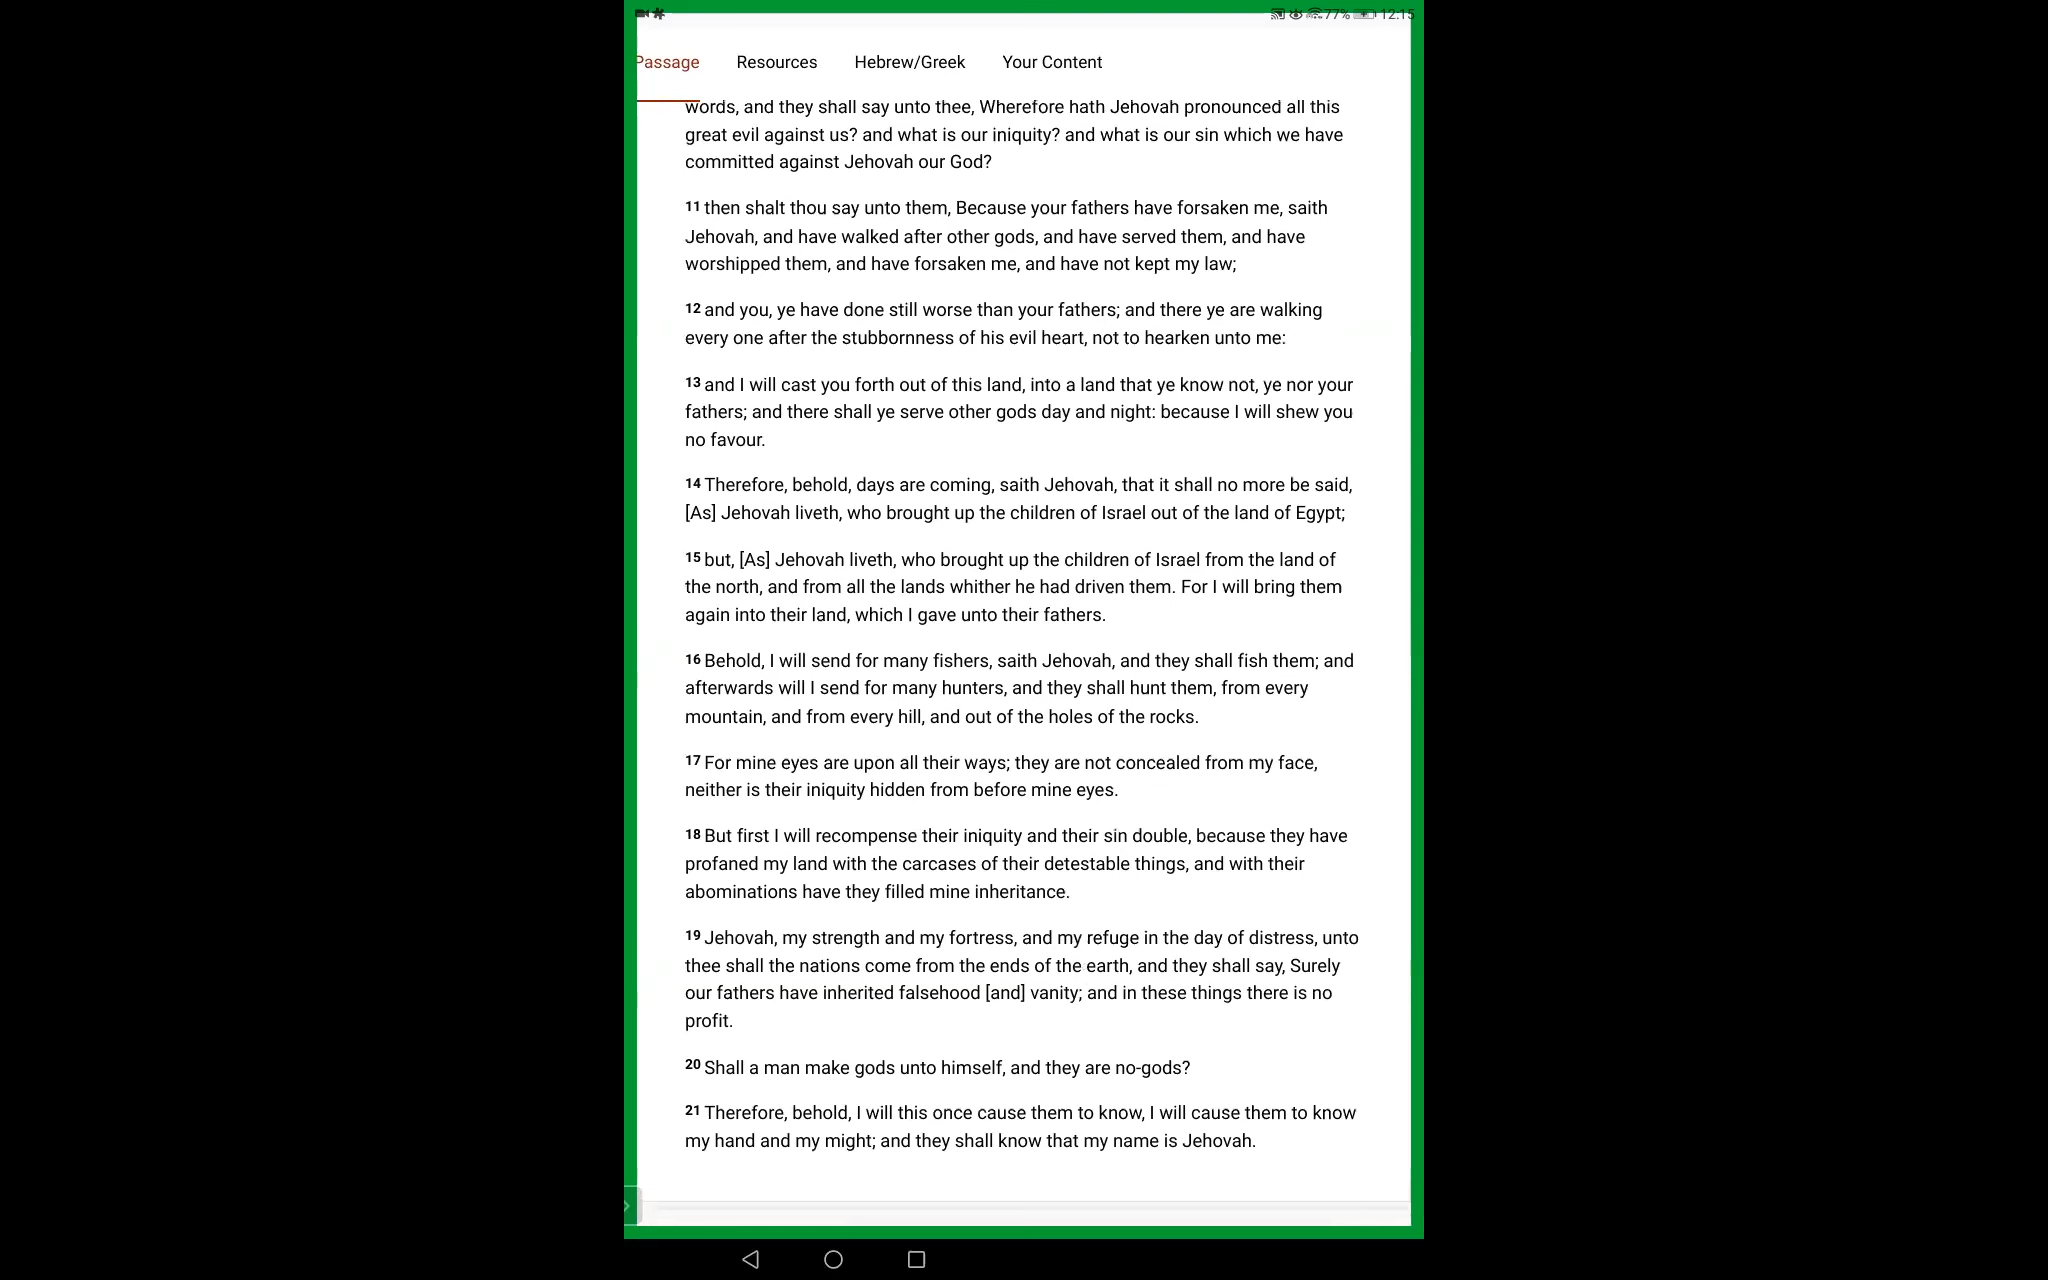 77% 12:15
Passage Resources Hebrew/Greek Your Content
words, and they shall say unto thee, Wherefore hath Jehovah pronounced all this
great evil against us? and what is our iniquity? and what is our sin which we have
committed against Jehovah our God?
11 then shalt thou say unto them, Because your fathers have forsaken me, saith
Jehovah, and have walked after other gods, and have served them, and have
worshipped them, and have forsaken me, and have not kept my law;
12 and you, ye have done still worse than your fathers; and there ye are walking
every one after the stubbornness of his evil heart, not to hearken unto me:
13 and I will cast you forth out of this land, into a land that ye know not, ye nor your
fathers; and there shall ye serve other gods day and night: because I will shew you
no favour.
14 Therefore, behold, days are coming, saith Jehovah, that it shall no more be said,
[As] Jehovah liveth, who brought up the children of Israel out of the land of Egypt;
15 but, [As] Jehovah liveth, who brought up the children of Israel from the land of
the north, and from all the lands whither he had driven them. For I will bring them
again into their land, which I gave unto their fathers.
16 Behold, I will send for many fishers, saith Jehovah, and they shall fish them; and
afterwards will I send for many hunters, and they shall hunt them, from every
mountain, and from every hill, and out of the holes of the rocks.
17 For mine eyes are upon all their ways; they are not concealed from my face,
neither is their iniquity hidden from before mine eyes.
18 But first I will recompense their iniquity and their sin double, because they have
profaned my land with the carcases of their detestable things, and with their
abominations have they filled mine inheritance.
19 Jehovah, my strength and my fortress, and my refuge in the day of distress, unto
thee shall the nations come from the ends of the earth, and they shall say, Surely
our fathers have inherited falsehood [and] vanity; and in these things there is no
profit.
20 Shall a man make gods unto himself, and they are no-gods?
21 Therefore, behold, I will this once cause them to know, I will cause them to know
my hand and my might; and they shall know that my name is Jehovah.